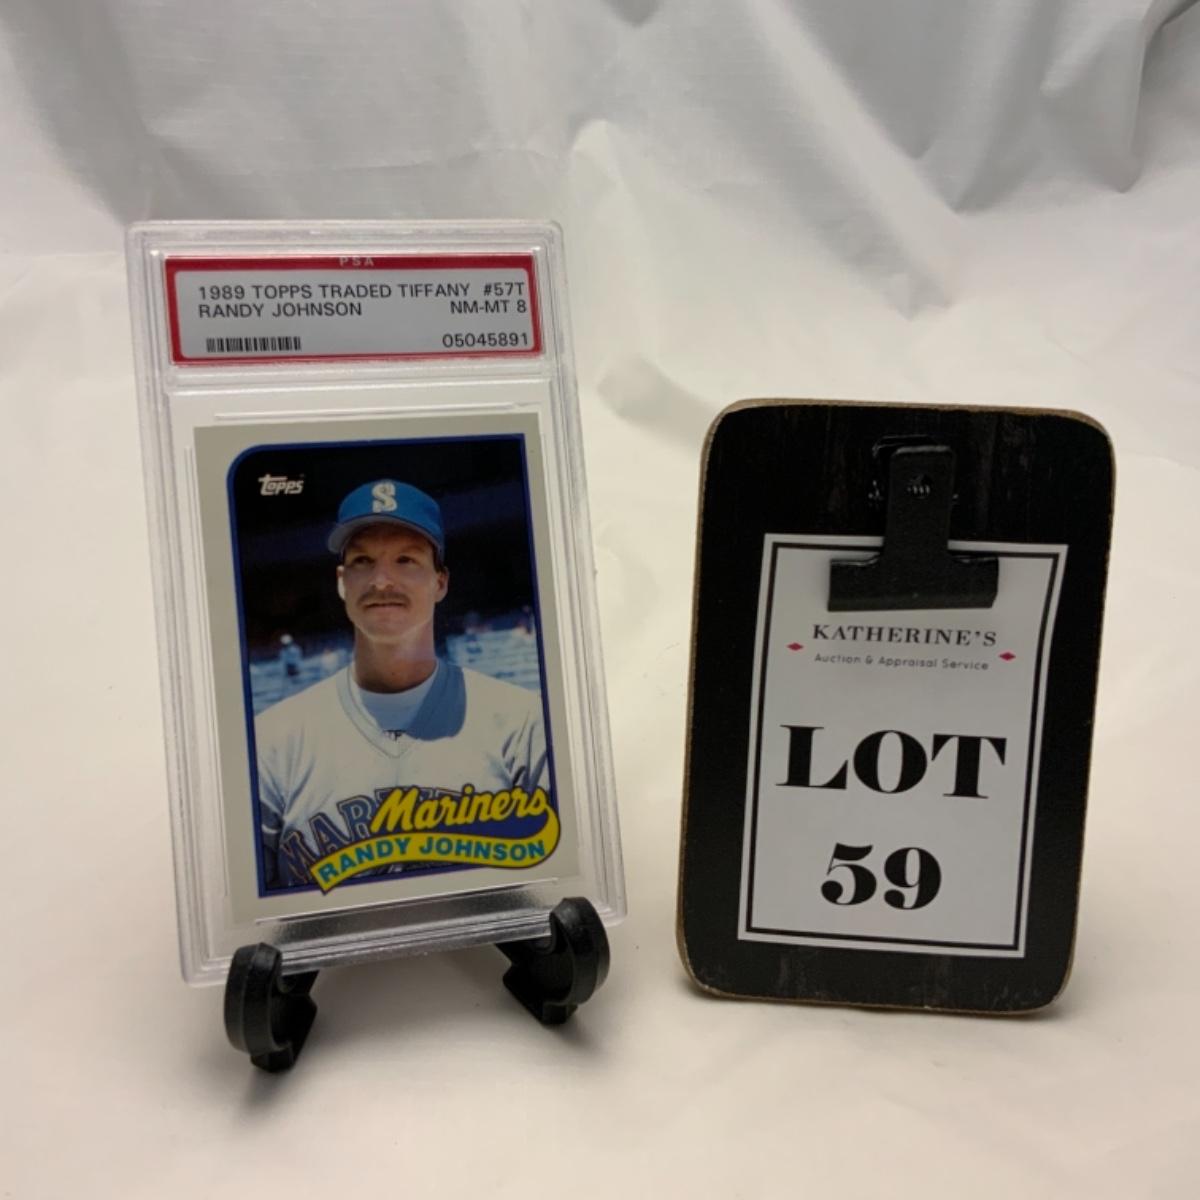 PSA
1989 TOPPS TRADED TIFFANY #57T
RANDY JOHNSON NM-MT 8
05045891
Topps
S
Mariners
RANDY JOHNSON
KATHERINE'S
Auction & Appraisal Service
LOT
59